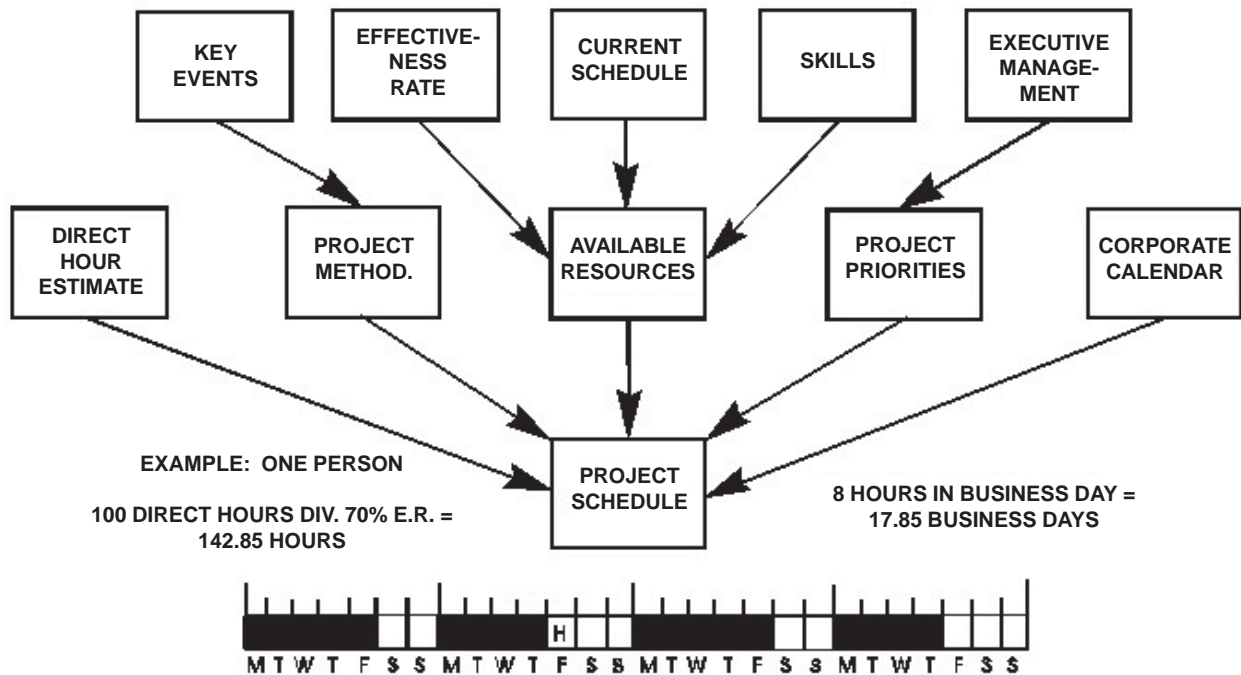 KEY
EVENTS
EFFECTIVE-
NESS
RATE
CURRENT
SCHEDULE
SKILLS
EXECUTIVE
MANAGE-
MENT
DIRECT
HOUR
ESTIMATE
PROJECT
METHOD.
AVAILABLE
RESOURCES
PROJECT
PRIORITIES
CORPORATE
CALENDAR
PROJECT
SCHEDULE
EXAMPLE: ONE PERSON
100 DIRECT HOURS DIV. 70% E.R. =
142.85 HOURS
8 HOURS IN BUSINESS DAY =
17.85 BUSINESS DAYS
H
M T W T F S S M T W T F S S M T W T F S S M T W T F S S